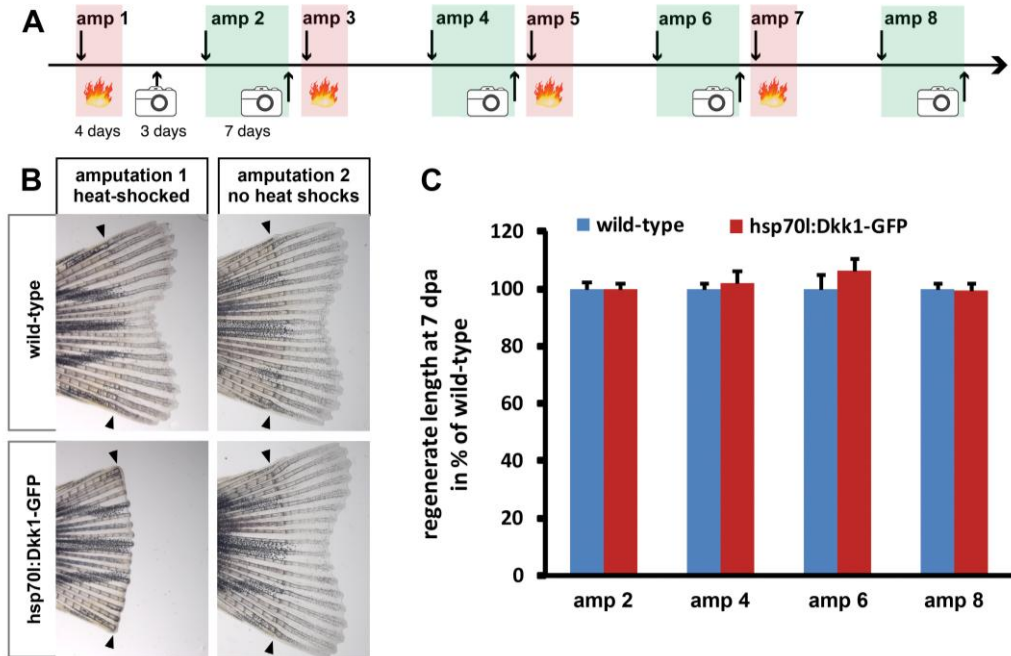 A
amp 1 amp 2 amp 3 amp 4 amp 5 amp 6 amp 7 amp 8
4 days 3 days 7 days
B
amputation 1
heat-shocked
amputation 2
no heat shocks
wild-type
hsp70l:Dkk1-GFP
C
wild-type hsp70l:Dkk1-GFP
regenerate length at 7 dpa
in % of wild-type
120
100
80
60
40
20
0
amp 2 amp 4 amp 6 amp 8